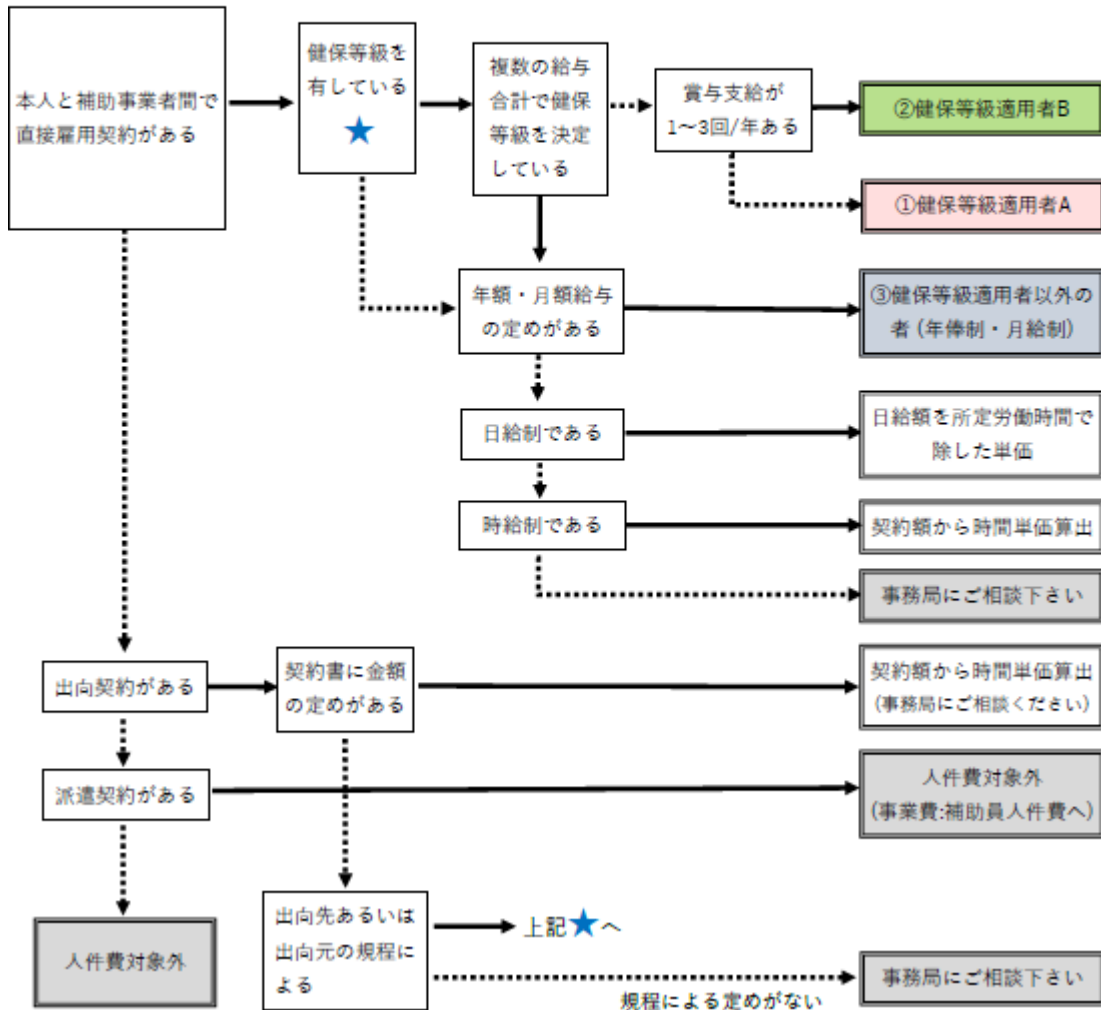 本人と補助事業者間で
直接雇用契約がある
健保等級を
有している
★
複数の給与
合計で健保
等級を決定
している
賞与支給が
1～3回/年ある
②健保等級適用者B
①健保等級適用者A
年額・月額給与
の定めがある
③健保等級適用者以外の
者 (年俸制・月給制)
日給制である
日給額を所定労働時間で
除した単価
時給制である
契約額から時間単価算出
事務局にご相談下さい
出向契約がある
契約書に金額
の定めがある
契約額から時間単価算出
(事務局にご相談ください)
派遣契約がある
人件費対象外
(事業費:補助員人件費へ)
人件費対象外
出向先あるいは
出向元の規程に
よる
上記★へ
規程による定めがない
事務局にご相談下さい